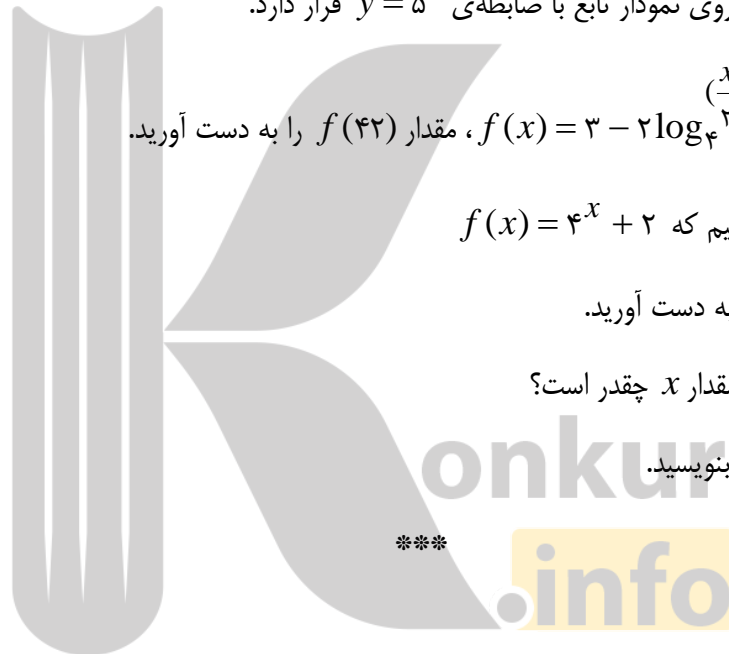 روی نمودار تابع با ضابطه‌ی y = ۵ قرار دارد.
f(x) = ۳ − ۲log۴، مقدار f(۴۲) را به دست آورید.
که f(x) = ۴^x + ۲
دست آورید.
مقدار x چقدر است؟
بنویسید.
***
onkur
.info